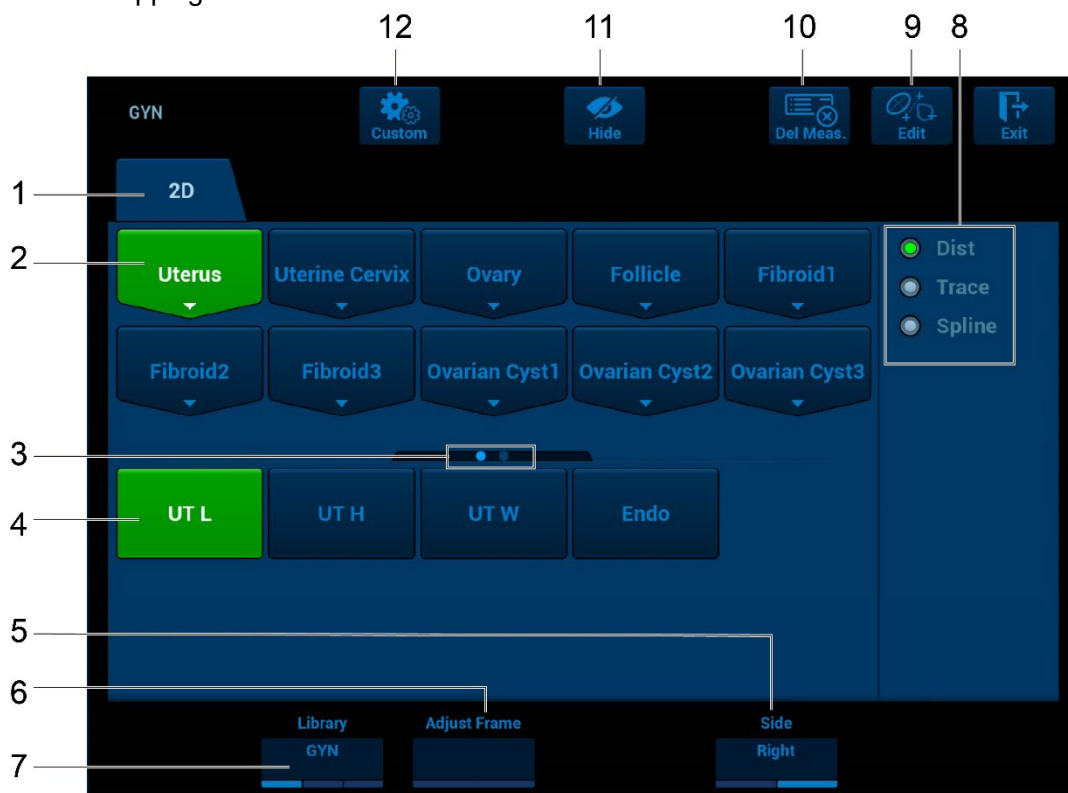 pping
12 11 10 9 8
GYN
Custom
Hide
Del Meas.
Edit
Exit
1
2D
2
Uterus
Uterine Cervix
Ovary
Follicle
Fibroid1
Dist
Trace
Spline
Fibroid2
Fibroid3
Ovarian Cyst1
Ovarian Cyst2
Ovarian Cyst3
3
4
UT L
UT H
UT W
Endo
5
6
Library
Adjust Frame
Side
7
GYN
Right